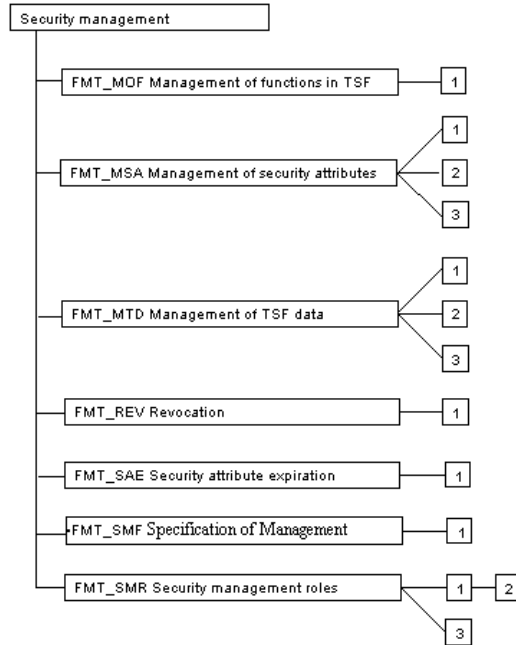 Security management
FMT_MOF Management of functions in TSF 1
1
FMT_MSA Management of security attributes 2
3
1
FMT_MTD Management of TSF data 2
3
FMT_REV Revocation 1
FMT_SAE Security attribute expiration 1
FMT_SMF Specification of Management 1
FMT_SMR Security management roles 1 2
3